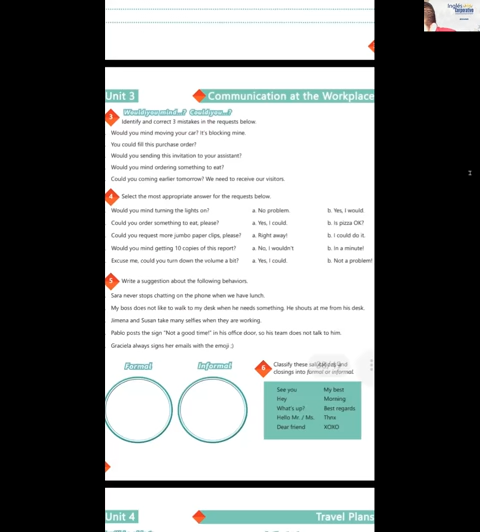 Inglés
Corporativo
Unit 3
Communication at the Workplace
Would you mind..? Could you..?
3
Identify and correct 3 mistakes in the requests below.
Would you mind moving your car? It's blocking mine.
You could fill this purchase order?
Would you sending this invitation to your assistant?
Would you mind ordering something to eat?
Could you coming earlier tomorrow? We need to receive our visitors.
4
Select the most appropriate answer for the requests below.
Would you mind turning the lights on? a. No problem. b. Yes, I would.
Could you order something to eat, please? a. Yes, I could. b. Is pizza OK?
Could you request more jumbo paper clips, please? a. Right away! b. I could do it.
Would you mind getting 10 copies of this report? a. No, I wouldn't b. In a minute!
Excuse me, could you turn down the volume a bit? a. Yes, I could. b. Not a problem!
5
Write a suggestion about the following behaviors.
Sara never stops chatting on the phone when we have lunch.
My boss does not like to walk to my desk when he needs something. He shouts at me from his desk.
Jimena and Susan take many selfies when they are working.
Pablo posts the sign "Not a good time!" in his office door, so his team does not talk to him.
Graciela always signs her emails with the emoji :)
Formal
Informal
6
Classify these and
closings into formal or informal.
See you My best
Hey Morning
What's up? Best regards
Hello Mr. / Ms. Thnx
Dear friend XOXO
Unit 4
Travel Plans